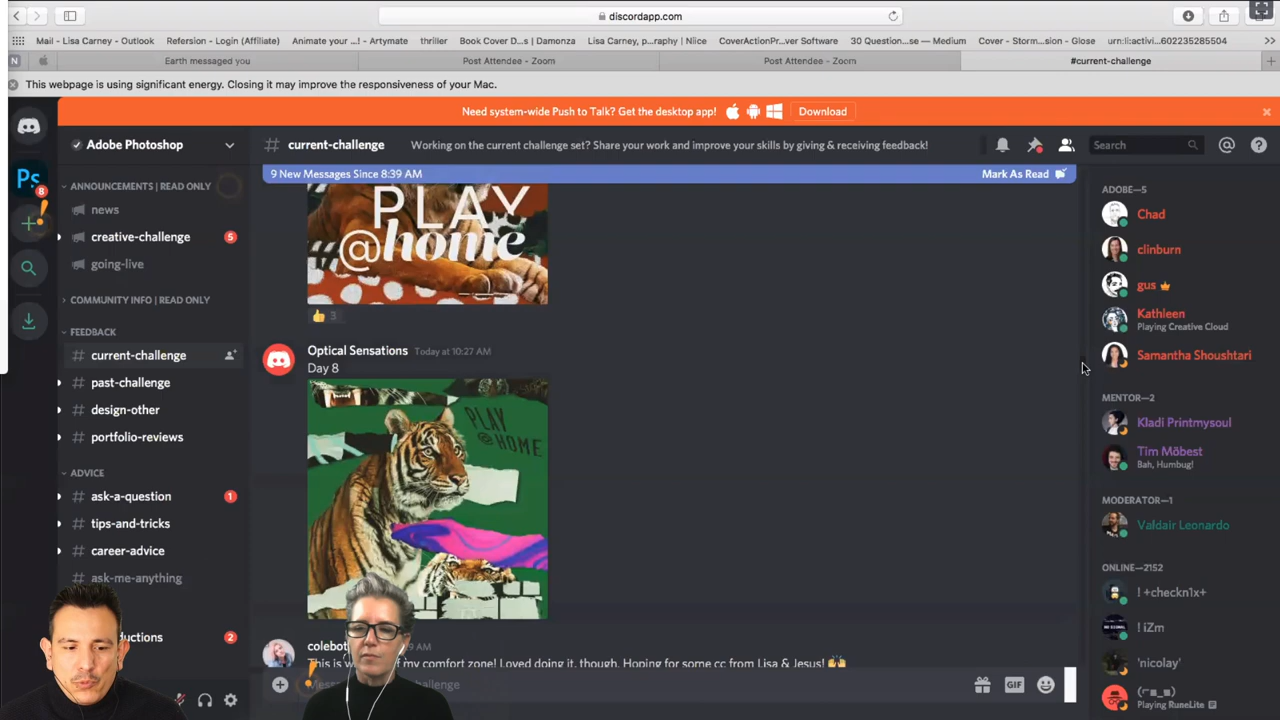 discordapp.com
Mail - Lisa Carney - Outlook
Refersion - Login (Affiliate)
Animate your ...! - Artymate
thriller
Book Cover D...s | Damonza
Lisa Carney, p...raphy | Niice
CoverActionPr...ver Software
30 Question...se — Medium
Cover - Storm...sion - Glose
urn:li:activi...6602235285504
N
Earth messaged you
Post Attendee - Zoom
Post Attendee - Zoom
#current-challenge
This webpage is using significant energy. Closing it may improve the responsiveness of your Mac.
Need system-wide Push to Talk? Get the desktop app!
Download
Adobe Photoshop
# current-challenge
Working on the current challenge set? Share your work and improve your skills by giving & receiving feedback!
Search
9 New Messages Since 8:39 AM
Mark As Read
Ps
8
ANNOUNCEMENTS | READ ONLY
news
creative-challenge
5
going-live
COMMUNITY INFO | READ ONLY
FEEDBACK
# current-challenge
# past-challenge
# design-other
# portfolio-reviews
ADVICE
# ask-a-question
1
# tips-and-tricks
# career-advice
# ask-me-anything
2
PLAY
@home
3
Optical Sensations
Today at 10:27 AM
Day 8
PLAY
@HOME
colebot
This is
of my comfort zone! Loved doing it, though. Hoping for some cc from Lisa & Jesus!
GIF
ADOBE—5
Chad
clinburn
gus
Kathleen
Playing Creative Cloud
Samantha Shoushtari
MENTOR—2
Kladi Printmysoul
Tim Möbest
Bah, Humbug!
MODERATOR—1
Valdair Leonardo
ONLINE—2152
! +checkn1x+
! iZm
'nicolay'
Playing RuneLite